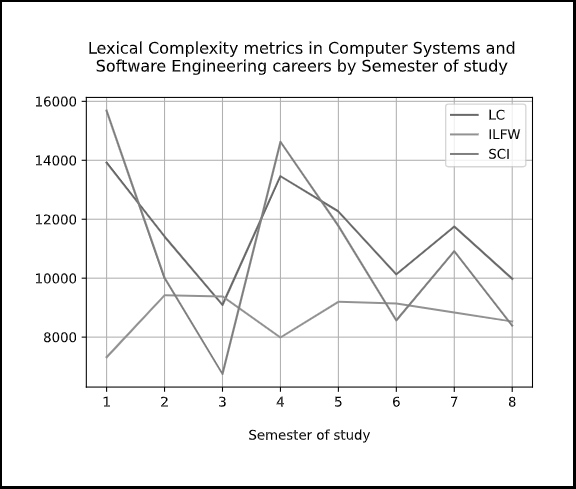 Lexical Complexity metrics in Computer Systems and
Software Engineering careers by Semester of study
16000
14000
12000
10000
8000
LC
ILFW
SCI
1 2 3 4 5 6 7 8
Semester of study